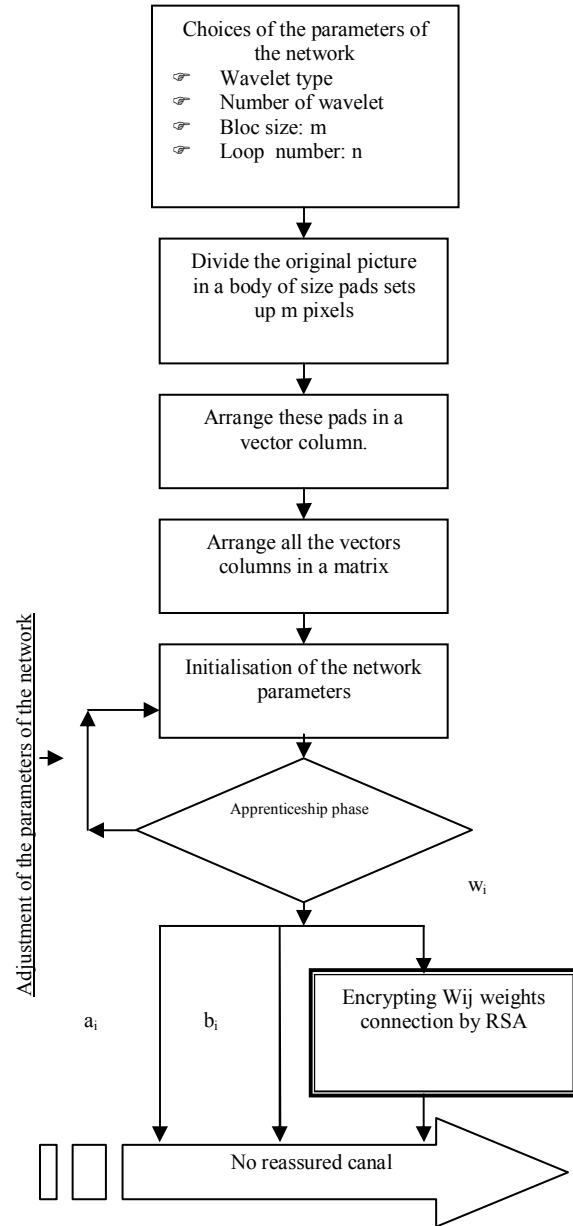 Choices of the parameters of
the network
☞ Wavelet type
☞ Number of wavelet
☞ Bloc size: m
☞ Loop number: n
Divide the original picture
in a body of size pads sets
up m pixels
Arrange these pads in a
vector column.
Arrange all the vectors
columns in a matrix
Adjustment of the parameters of the network
Initialisation of the network
parameters
Apprenticeship phase
wi
ai
bi
Encrypting Wij weights
connection by RSA
No reassured canal